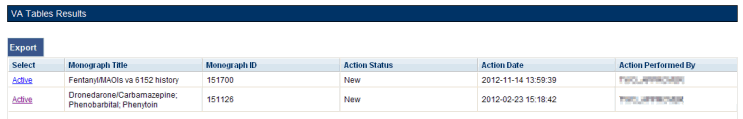 VA Tables Results
Export
Select Monograph Title Monograph ID Action Status Action Date Action Performed By
Active Fentanyl/MAOIs va 6152 history 151700 New 2012-11-14 13:59:39
Active Dronedarone/Carbamazepine; Phenobarbital; Phenytoin 151126 New 2012-02-23 15:18:42